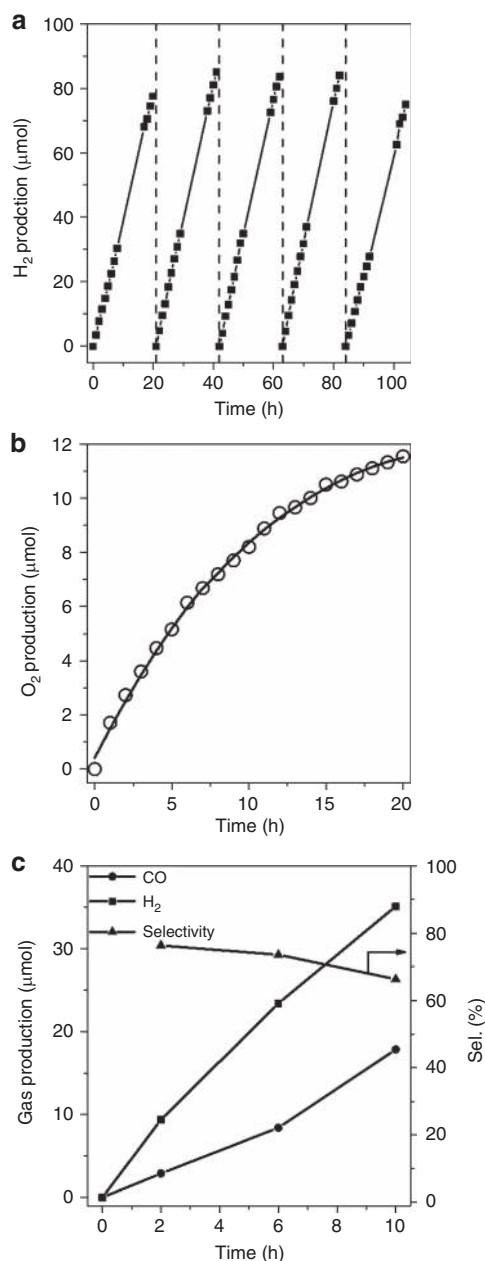 a
100
80
60
40
20
0
H₂ prodction (μmol)
0 20 40 60 80 100
Time (h)
b
12
10
8
6
4
2
0
O₂ production (μmol)
0 5 10 15 20
Time (h)
c
40
30
20
10
0
Gas production (μmol)
CO
H₂
Selectivity
100
80
60
40
20
0
Sel. (%)
0 2 4 6 8 10
Time (h)